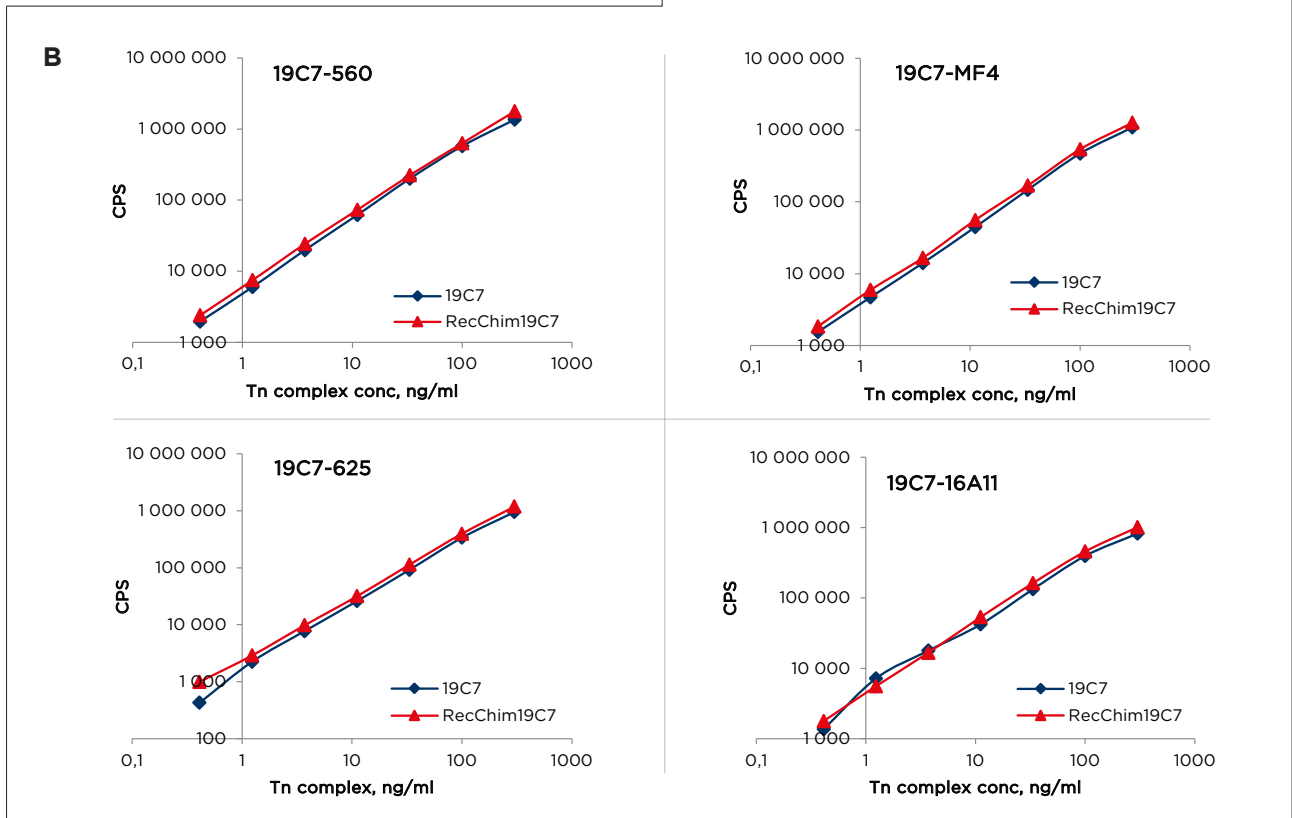 B
19C7-560
10 000 000
1 000 000
100 000
10 000
1 000
CPS
0,1
1
10
100
1000
Tn complex conc, ng/ml
19C7
RecChim19C7
19C7-MF4
10 000 000
1 000 000
100 000
10 000
1 000
CPS
0,1
1
10
100
1000
Tn complex conc, ng/ml
19C7
RecChim19C7
19C7-625
10 000 000
1 000 000
100 000
10 000
1 000
100
CPS
0,1
1
10
100
1000
Tn complex, ng/ml
19C7
RecChim19C7
19C7-16A11
10 000 000
1 000 000
100 000
10 000
1 000
CPS
0,1
1
10
100
1000
Tn complex conc, ng/ml
19C7
RecChim19C7